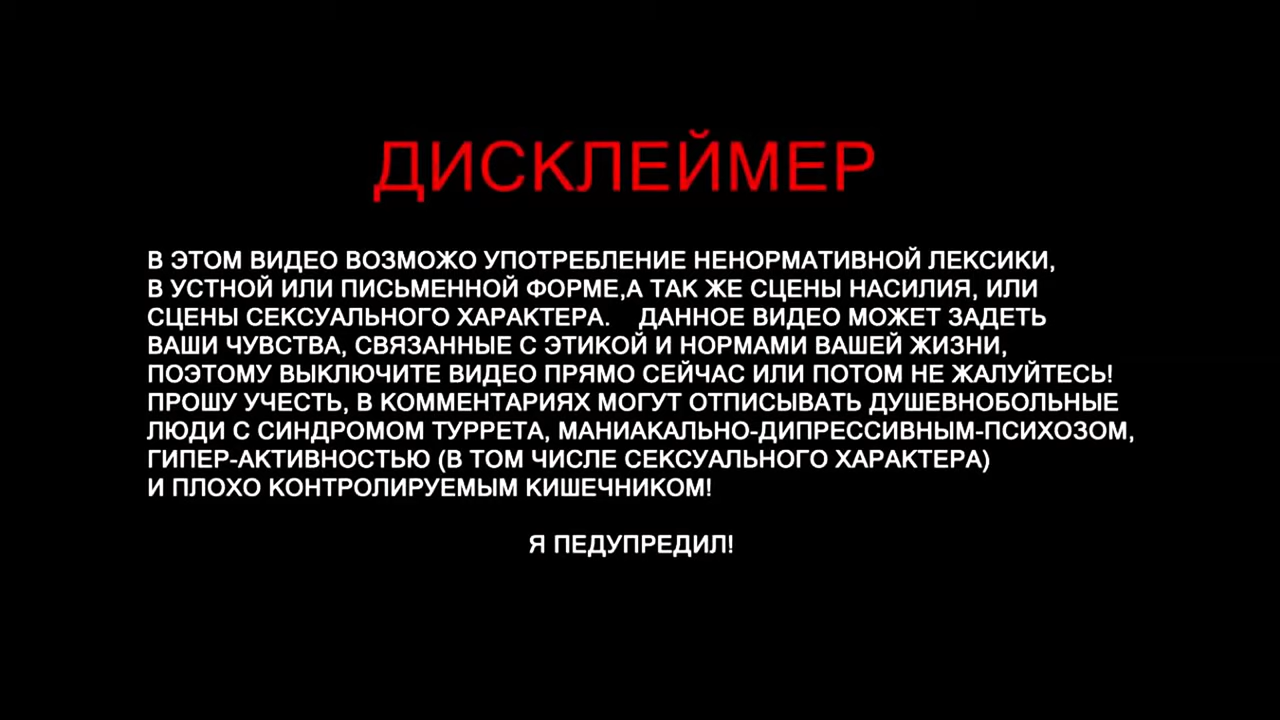 ДИСКЛЕЙМЕР
В ЭТОМ ВИДЕО ВОЗМОЖО УПОТРЕБЛЕНИЕ НЕНОРМАТИВНОЙ ЛЕКСИКИ,
В УСТНОЙ ИЛИ ПИСЬМЕННОЙ ФОРМЕ,А ТАК ЖЕ СЦЕНЫ НАСИЛИЯ, ИЛИ
СЦЕНЫ СЕКСУАЛЬНОГО ХАРАКТЕРА. ДАННОЕ ВИДЕО МОЖЕТ ЗАДЕТЬ
ВАШИ ЧУВСТВА, СВЯЗАННЫЕ С ЭТИКОЙ И НОРМАМИ ВАШЕЙ ЖИЗНИ,
ПОЭТОМУ ВЫКЛЮЧИТЕ ВИДЕО ПРЯМО СЕЙЧАС ИЛИ ПОТОМ НЕ ЖАЛУЙТЕСЬ!
ПРОШУ УЧЕСТЬ, В КОММЕНТАРИЯХ МОГУТ ОТПИСЫВАТЬ ДУШЕВНОБОЛЬНЫЕ
ЛЮДИ С СИНДРОМОМ ТУРРЕТА, МАНИАКАЛЬНО-ДИПРЕССИВНЫМ-ПСИХОЗОМ,
ГИПЕР-АКТИВНОСТЬЮ (В ТОМ ЧИСЛЕ СЕКСУАЛЬНОГО ХАРАКТЕРА)
И ПЛОХО КОНТРОЛИРУЕМЫМ КИШЕЧНИКОМ!
Я ПЕДУПРЕДИЛ!